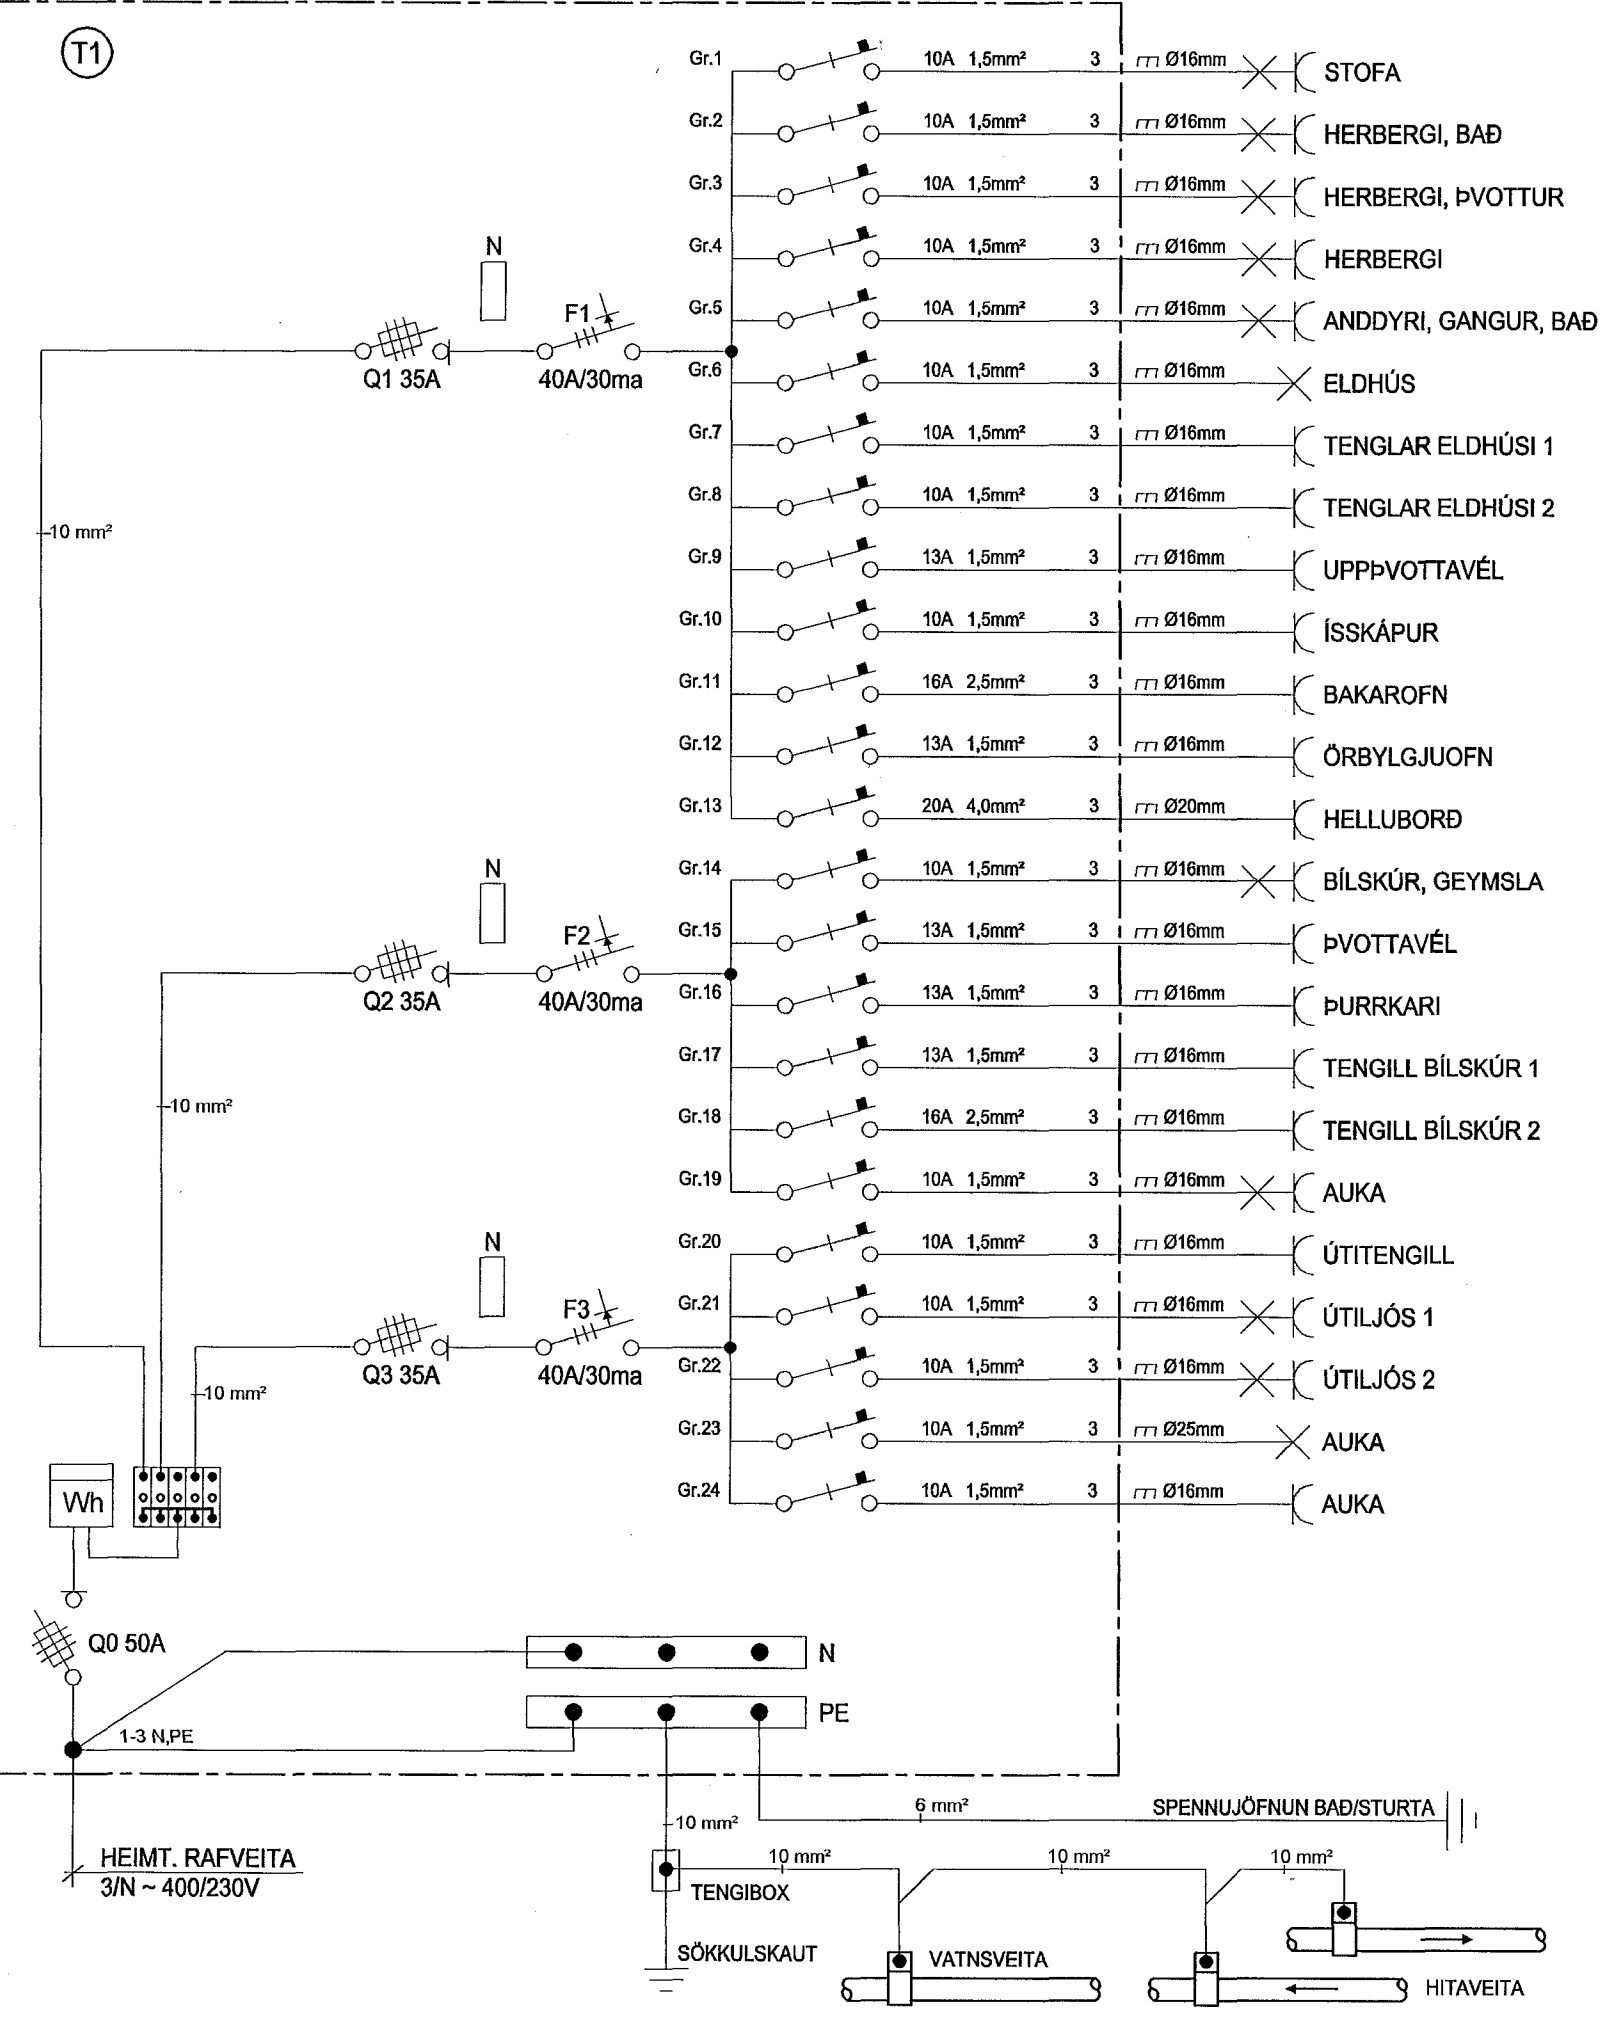 T1
Gr.1 10A 1,5mm² 3 Ø16mm STOFA
Gr.2 10A 1,5mm² 3 Ø16mm HERBERGI, BAÐ
Gr.3 10A 1,5mm² 3 Ø16mm HERBERGI, ÞVOTTUR
Gr.4 10A 1,5mm² 3 Ø16mm HERBERGI
Gr.5 10A 1,5mm² 3 Ø16mm ANDDYRI, GANGUR, BAÐ
N
F1
Q1 35A
40A/30ma
Gr.6 10A 1,5mm² 3 Ø16mm ELDHÚS
Gr.7 10A 1,5mm² 3 Ø16mm TENGLAR ELDHÚSI 1
Gr.8 10A 1,5mm² 3 Ø16mm TENGLAR ELDHÚSI 2
10 mm²
Gr.9 13A 1,5mm² 3 Ø16mm UPPÞVOTTAVÉL
Gr.10 10A 1,5mm² 3 Ø16mm ÍSSKÁPUR
Gr.11 16A 2,5mm² 3 Ø16mm BAKAROFN
Gr.12 13A 1,5mm² 3 Ø16mm ÖRBYLGJUOFN
Gr.13 20A 4,0mm² 3 Ø20mm HELLUBORÐ
Gr.14 10A 1,5mm² 3 Ø16mm BÍLSKÚR, GEYMSLA
N
F2
Q2 35A
40A/30ma
Gr.15 13A 1,5mm² 3 Ø16mm ÞVOTTAVÉL
Gr.16 13A 1,5mm² 3 Ø16mm ÞURRKARI
Gr.17 13A 1,5mm² 3 Ø16mm TENGILL BÍLSKÚR 1
10 mm²
Gr.18 16A 2,5mm² 3 Ø16mm TENGILL BÍLSKÚR 2
Gr.19 10A 1,5mm² 3 Ø16mm AUKA
Gr.20 10A 1,5mm² 3 Ø16mm ÚTITENGILL
N
F3
Q3 35A
40A/30ma
Gr.21 10A 1,5mm² 3 Ø16mm ÚTILJÓS 1
Gr.22 10A 1,5mm² 3 Ø16mm ÚTILJÓS 2
10 mm²
Gr.23 10A 1,5mm² 3 Ø25mm AUKA
Gr.24 10A 1,5mm² 3 Ø16mm AUKA
Wh
Q0 50A
N
PE
1-3 N,PE
6 mm²
SPENNUJÖFNUN BAÐ/STURTA
10 mm²
HEIMT. RAFVEITA
3/N ~ 400/230V
10 mm²
10 mm²
10 mm²
TENGIBOX
SÖKKULSKAUT
VATNSVEITA
HITAVEITA